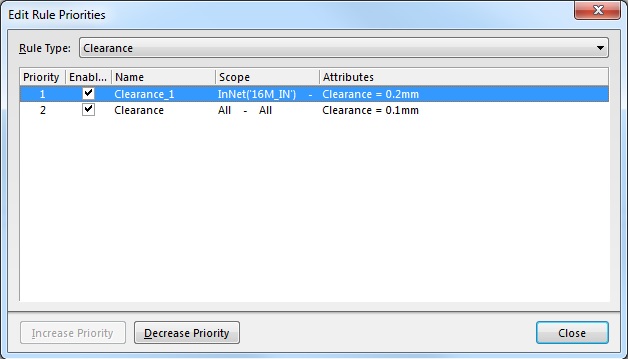 Edit Rule Priorities
Rule Type: Clearance
Priority Enabl... Name Scope Attributes
1 Clearance_1 InNet('16M_IN') - Clearance = 0.2mm
2 Clearance All - All Clearance = 0.1mm
Increase Priority Decrease Priority Close